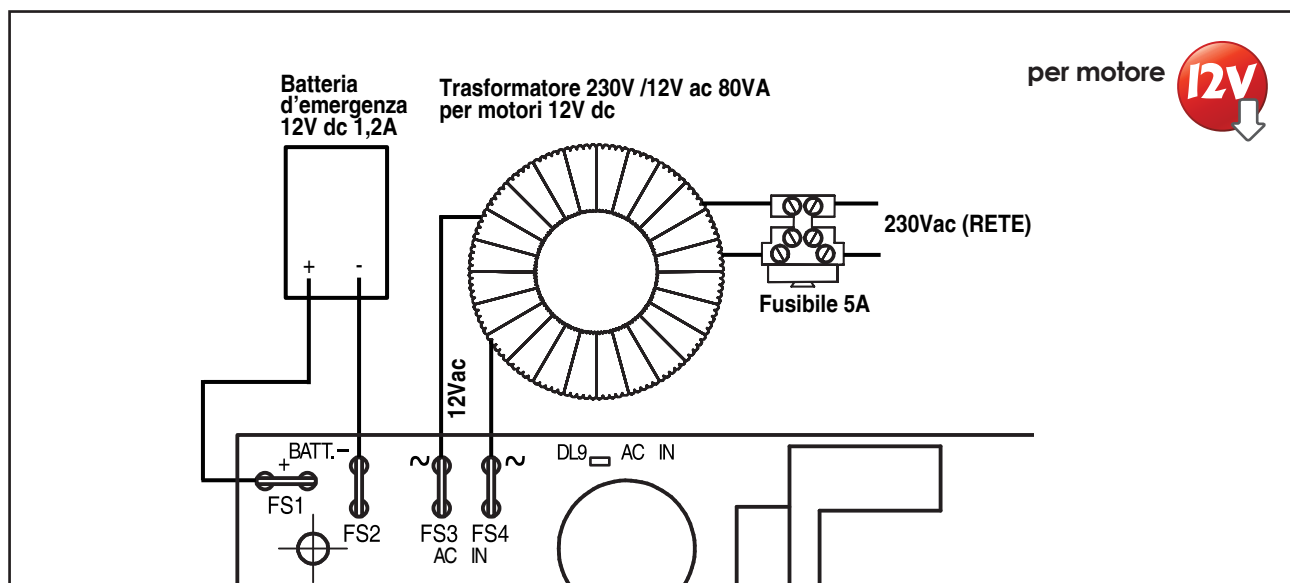 per motore 12V
Batteria
d’emergenza
12V dc 1,2A
Trasformatore 230V /12V ac 80VA
per motori 12V dc
230Vac (RETE)
Fusibile 5A
+ -
12Vac
BATT. -
+
~ ~
DL9 AC IN
FS1
FS2 FS3 FS4
AC IN